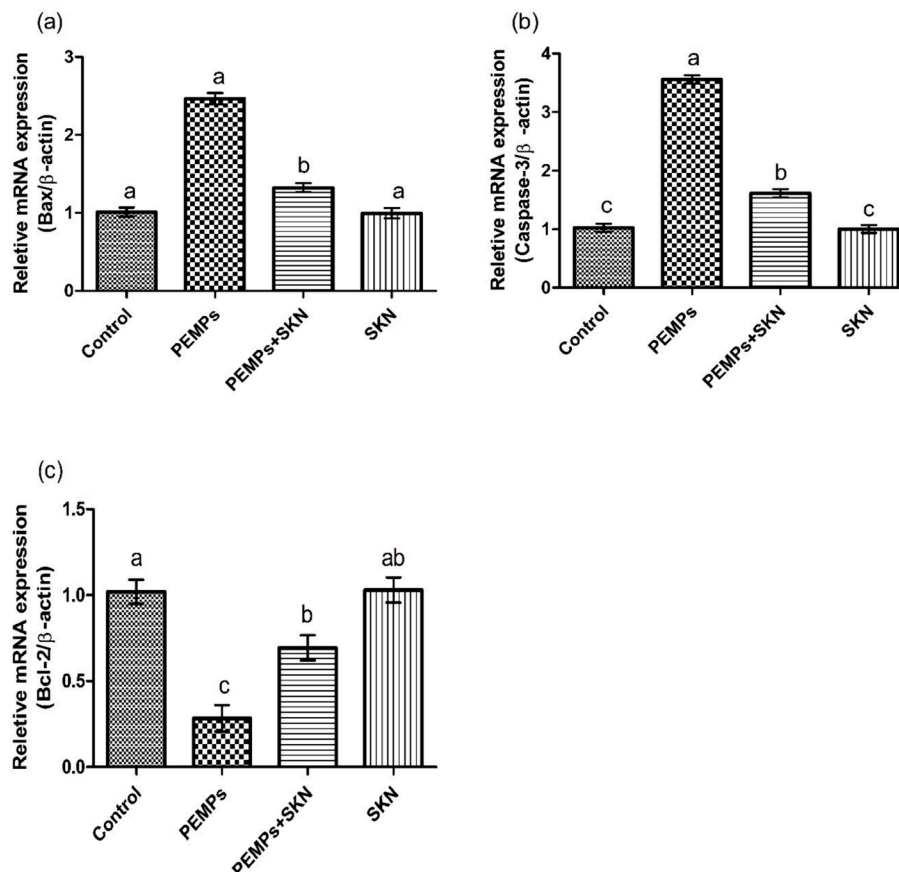 (a)
Reletive mRNA expression
(Bax/β-actin)
3
2
1
0
a
a
b
a
Control
PEMPs
PEMPs+SKN
SKN
(b)
Reletive mRNA expression
(Caspase-3/β -actin)
4
3
2
1
0
c
a
b
c
Control
PEMPs
PEMPs+SKN
SKN
(c)
Reletive mRNA expression
(Bcl-2/β-actin)
1.5
1.0
0.5
0.0
a
c
b
ab
Control
PEMPs
PEMPs+SKN
SKN